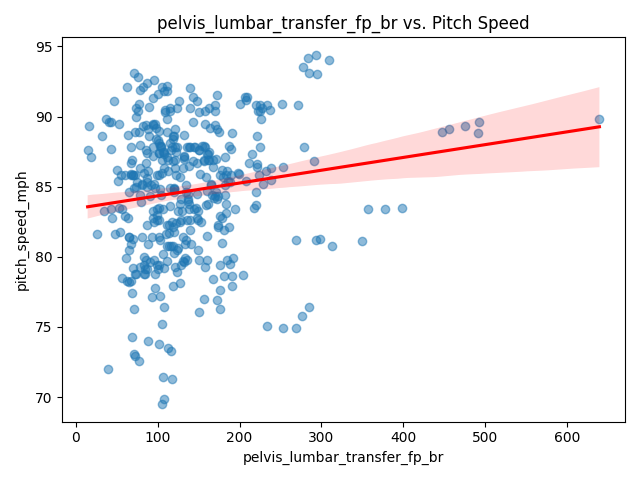 pelvis_lumbar_transfer_fp_br vs. Pitch Speed
95
90
85
80
75
70
pitch_speed_mph
0 100 200 300 400 500 600
pelvis_lumbar_transfer_fp_br